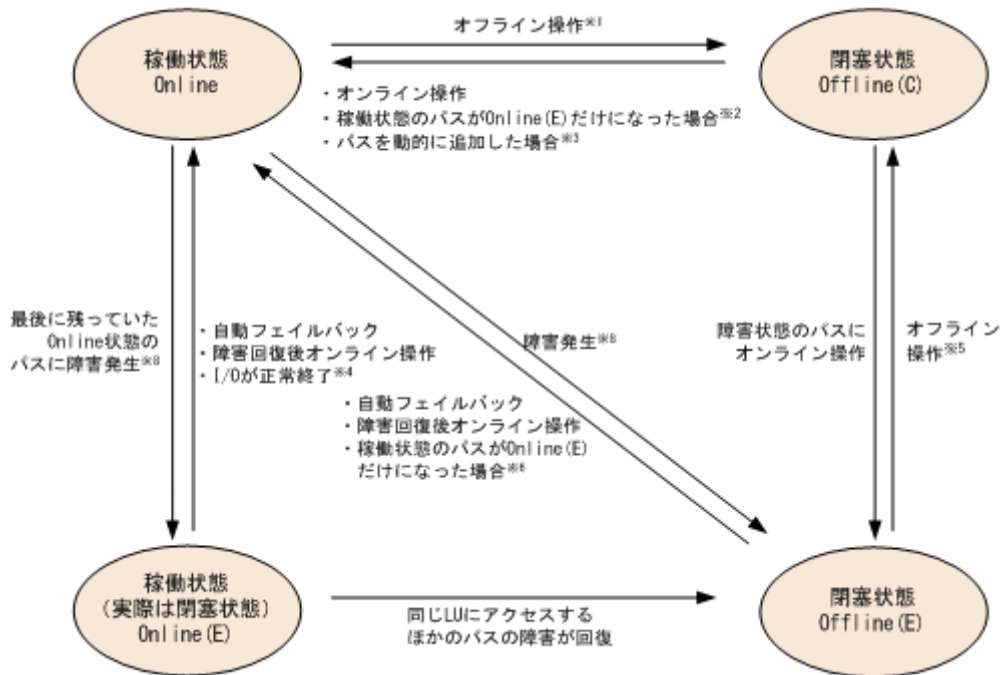 オフライン操作※1
稼働状態
Online
閉塞状態
Offline(C)
・オンライン操作
・稼働状態のパスがOnline(E)だけになった場合※2
・パスを動的に追加した場合※3
最後に残っていた
Online状態の
パスに障害発生※8
・自動フェイルバック
・障害回復後オンライン操作
・I/Oが正常終了※4
障害発生※8
・自動フェイルバック
・障害回復後オンライン操作
・稼働状態のパスがOnline(E)
だけになった場合※6
障害状態のパスに
オンライン操作
オフライン
操作※5
稼働状態
(実際は閉塞状態)
Online(E)
同じLUにアクセスする
ほかのパスの障害が回復
閉塞状態
Offline(E)